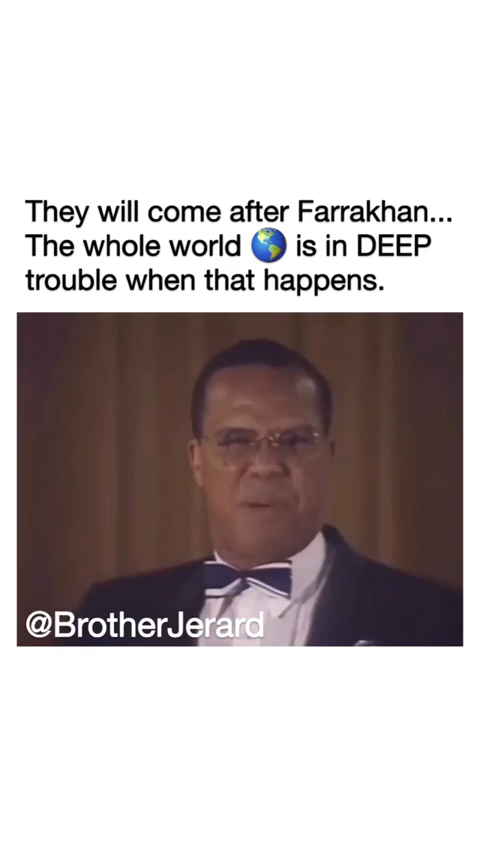 They will come after Farrakhan...
The whole world 🌎 is in DEEP
trouble when that happens.
@BrotherJerard